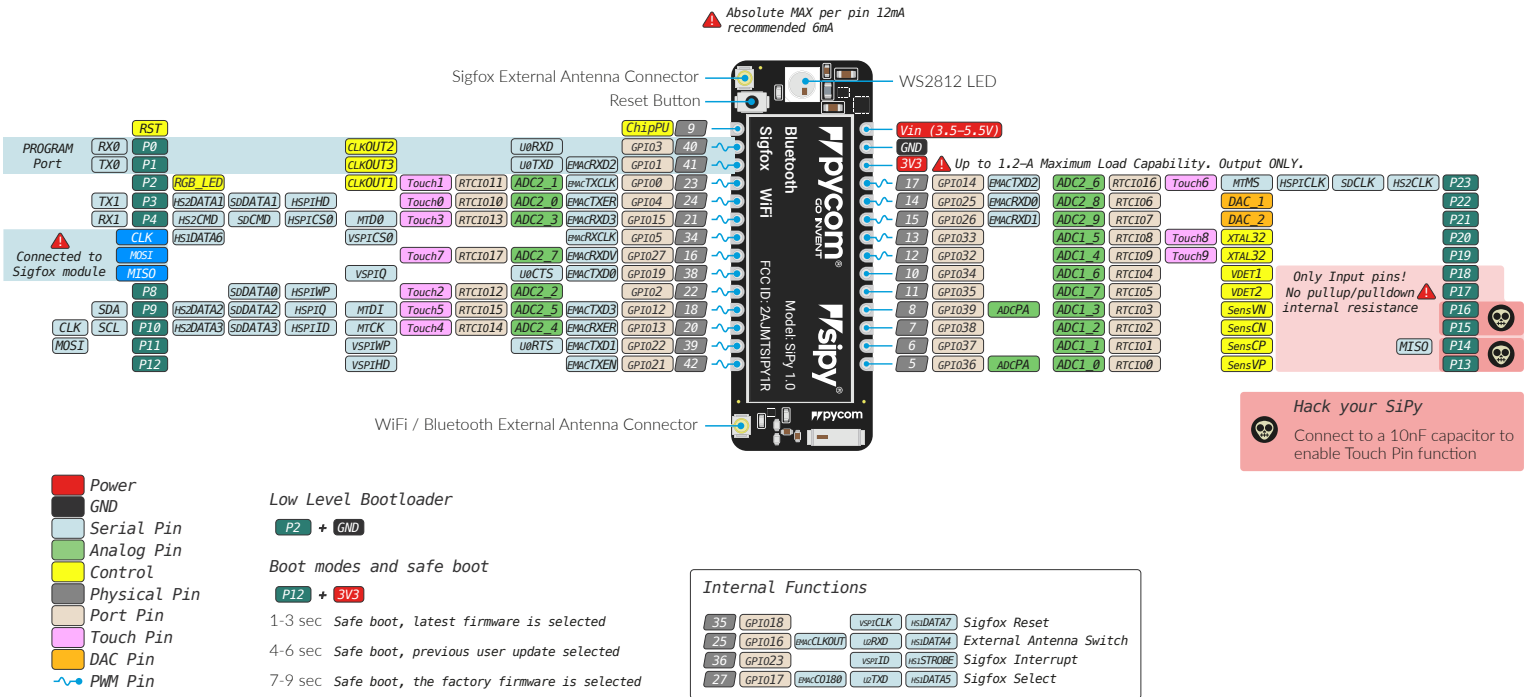 Absolute MAX per pin 12mA
recommended 6mA
Sigfox External Antenna Connector
WS2812 LED
Reset Button
RST ChipPU 9
Vin (3.5–5.5V)
PROGRAM
Port
RX0 P0 CLKOUT2 U0RXD GPIO3 40
GND
TX0 P1 CLKOUT3 U0TXD EMACRXD2 GPIO1 41
3V3 Up to 1.2–A Maximum Load Capability. Output ONLY.
P2 RGB_LED CLKOUT1 Touch1 RTCIO11 ADC2_1 EMACTXCLK GPIO0 23
17 GPIO14 EMACTXD2 ADC2_6 RTCIO16 Touch6 MTMS HSPICLK SDCLK HS2CLK P23
TX1 P3 HS2DATA1 SDDATA1 HSPIHD Touch0 RTCIO10 ADC2_0 EMACTXER GPIO4 24
14 GPIO25 EMACRXD0 ADC2_8 RTCIO6 DAC_1 P22
RX1 P4 HS2CMD SDCMD HSPICS0 MTD0 Touch3 RTCIO13 ADC2_3 EMACRXD3 GPIO15 21
15 GPIO26 EMACRXD1 ADC2_9 RTCIO7 DAC_2 P21
Connected to
Sigfox module
CLK HS1DATA6 VSPICS0 EMACRXCLK GPIO5 34
13 GPIO33 ADC1_5 RTCIO8 Touch8 XTAL32 P20
MOSI Touch7 RTCIO17 ADC2_7 EMACRXDV GPIO27 16
12 GPIO32 ADC1_4 RTCIO9 Touch9 XTAL32 P19
MISO VSPIQ U0CTS EMACTXD0 GPIO19 38
10 GPIO34 ADC1_6 RTCIO4 VDET1 P18
P8 SDDATA0 HSPIWP Touch2 RTCIO12 ADC2_2 GPIO2 22
11 GPIO35 ADC1_7 RTCIO5 VDET2 P17
SDA P9 HS2DATA2 SDDATA2 HSPIQ MTDI Touch5 RTCIO15 ADC2_5 EMACTXD3 GPIO12 18
8 GPIO39 ADCPA ADC1_3 RTCIO3 SensVN P16
CLK SCL P10 HS2DATA3 SDDATA3 HSPIID MTCK Touch4 RTCIO14 ADC2_4 EMACRXER GPIO13 20
7 GPIO38 ADC1_2 RTCIO2 SensCN P15
MOSI P11 VSPIWP U0RTS EMACTXD1 GPIO22 39
6 GPIO37 ADC1_1 RTCIO1 SensCP MISO P14
P12 VSPIHD EMACTXEN GPIO21 42
5 GPIO36 ADCPA ADC1_0 RTCIO0 SensVP P13
Only Input pins!
No pullup/pulldown
internal resistance
Sigfox WiFi FCC ID: 2AJMTSIPY1R
Bluetooth Model: SiPy 1.0
pycom®
GO INVENT
sipy®
pycom
WiFi / Bluetooth External Antenna Connector
Hack your SiPy
Connect to a 10nF capacitor to
enable Touch Pin function
Power
GND
Serial Pin
Analog Pin
Control
Physical Pin
Port Pin
Touch Pin
DAC Pin
PWM Pin
Low Level Bootloader
P2 + GND
Boot modes and safe boot
P12 + 3V3
1-3 sec Safe boot, latest firmware is selected
4-6 sec Safe boot, previous user update selected
7-9 sec Safe boot, the factory firmware is selected
Internal Functions
35 GPIO18 VSPICLK HS1DATA7 Sigfox Reset
25 GPIO16 EMACCLKOUT U2RXD HS1DATA4 External Antenna Switch
36 GPIO23 VSPIID HS1STROBE Sigfox Interrupt
27 GPIO17 EMACCO180 U2TXD HS1DATA5 Sigfox Select